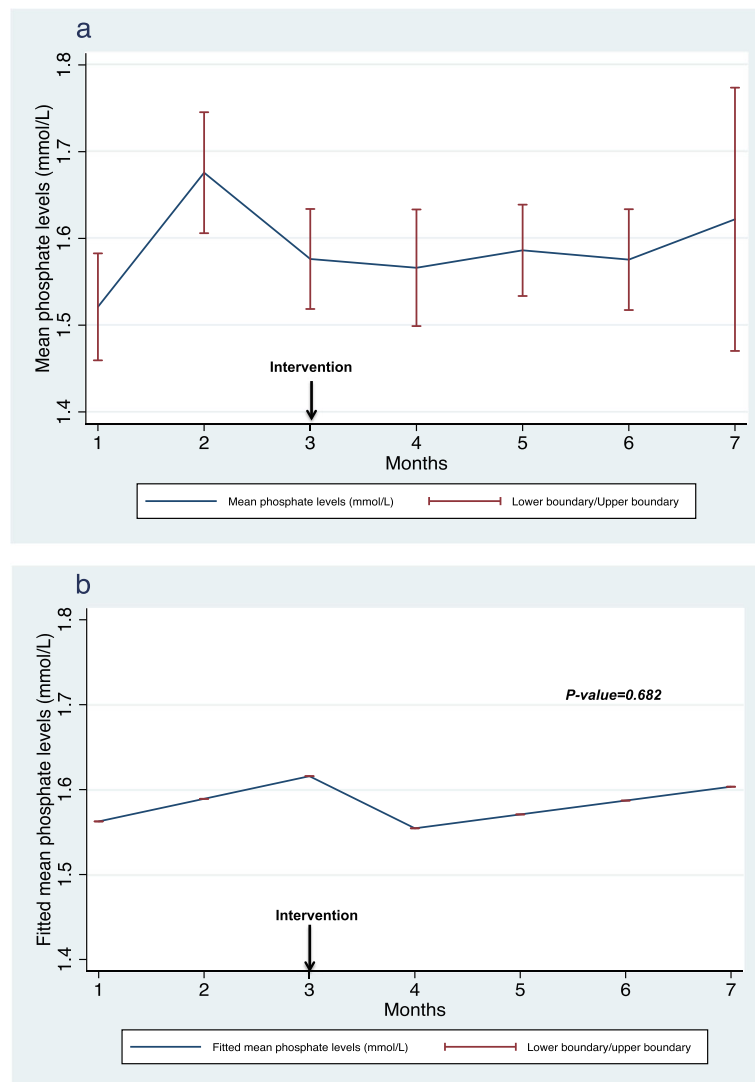 a
Mean phosphate levels (mmol/L)
1.8
1.7
1.6
1.5
1.4
Intervention
1 2 3 4 5 6 7
Months
Mean phosphate levels (mmol/L) Lower boundary/Upper boundary
b
Fitted mean phosphate levels (mmol/L)
1.8
1.7
1.6
1.5
1.4
P-value=0.682
Intervention
1 2 3 4 5 6 7
Months
Fitted mean phosphate levels (mmol/L) Lower boundary/upper boundary